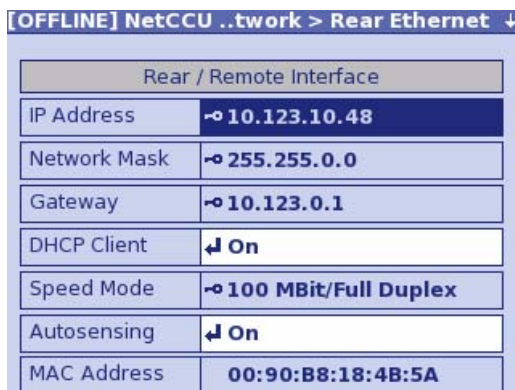 [OFFLINE] NetCCU ..twork > Rear Ethernet ↓
Rear / Remote Interface
IP Address 10.123.10.48
Network Mask 255.255.0.0
Gateway 10.123.0.1
DHCP Client On
Speed Mode 100 MBit/Full Duplex
Autosensing On
MAC Address 00:90:B8:18:4B:5A